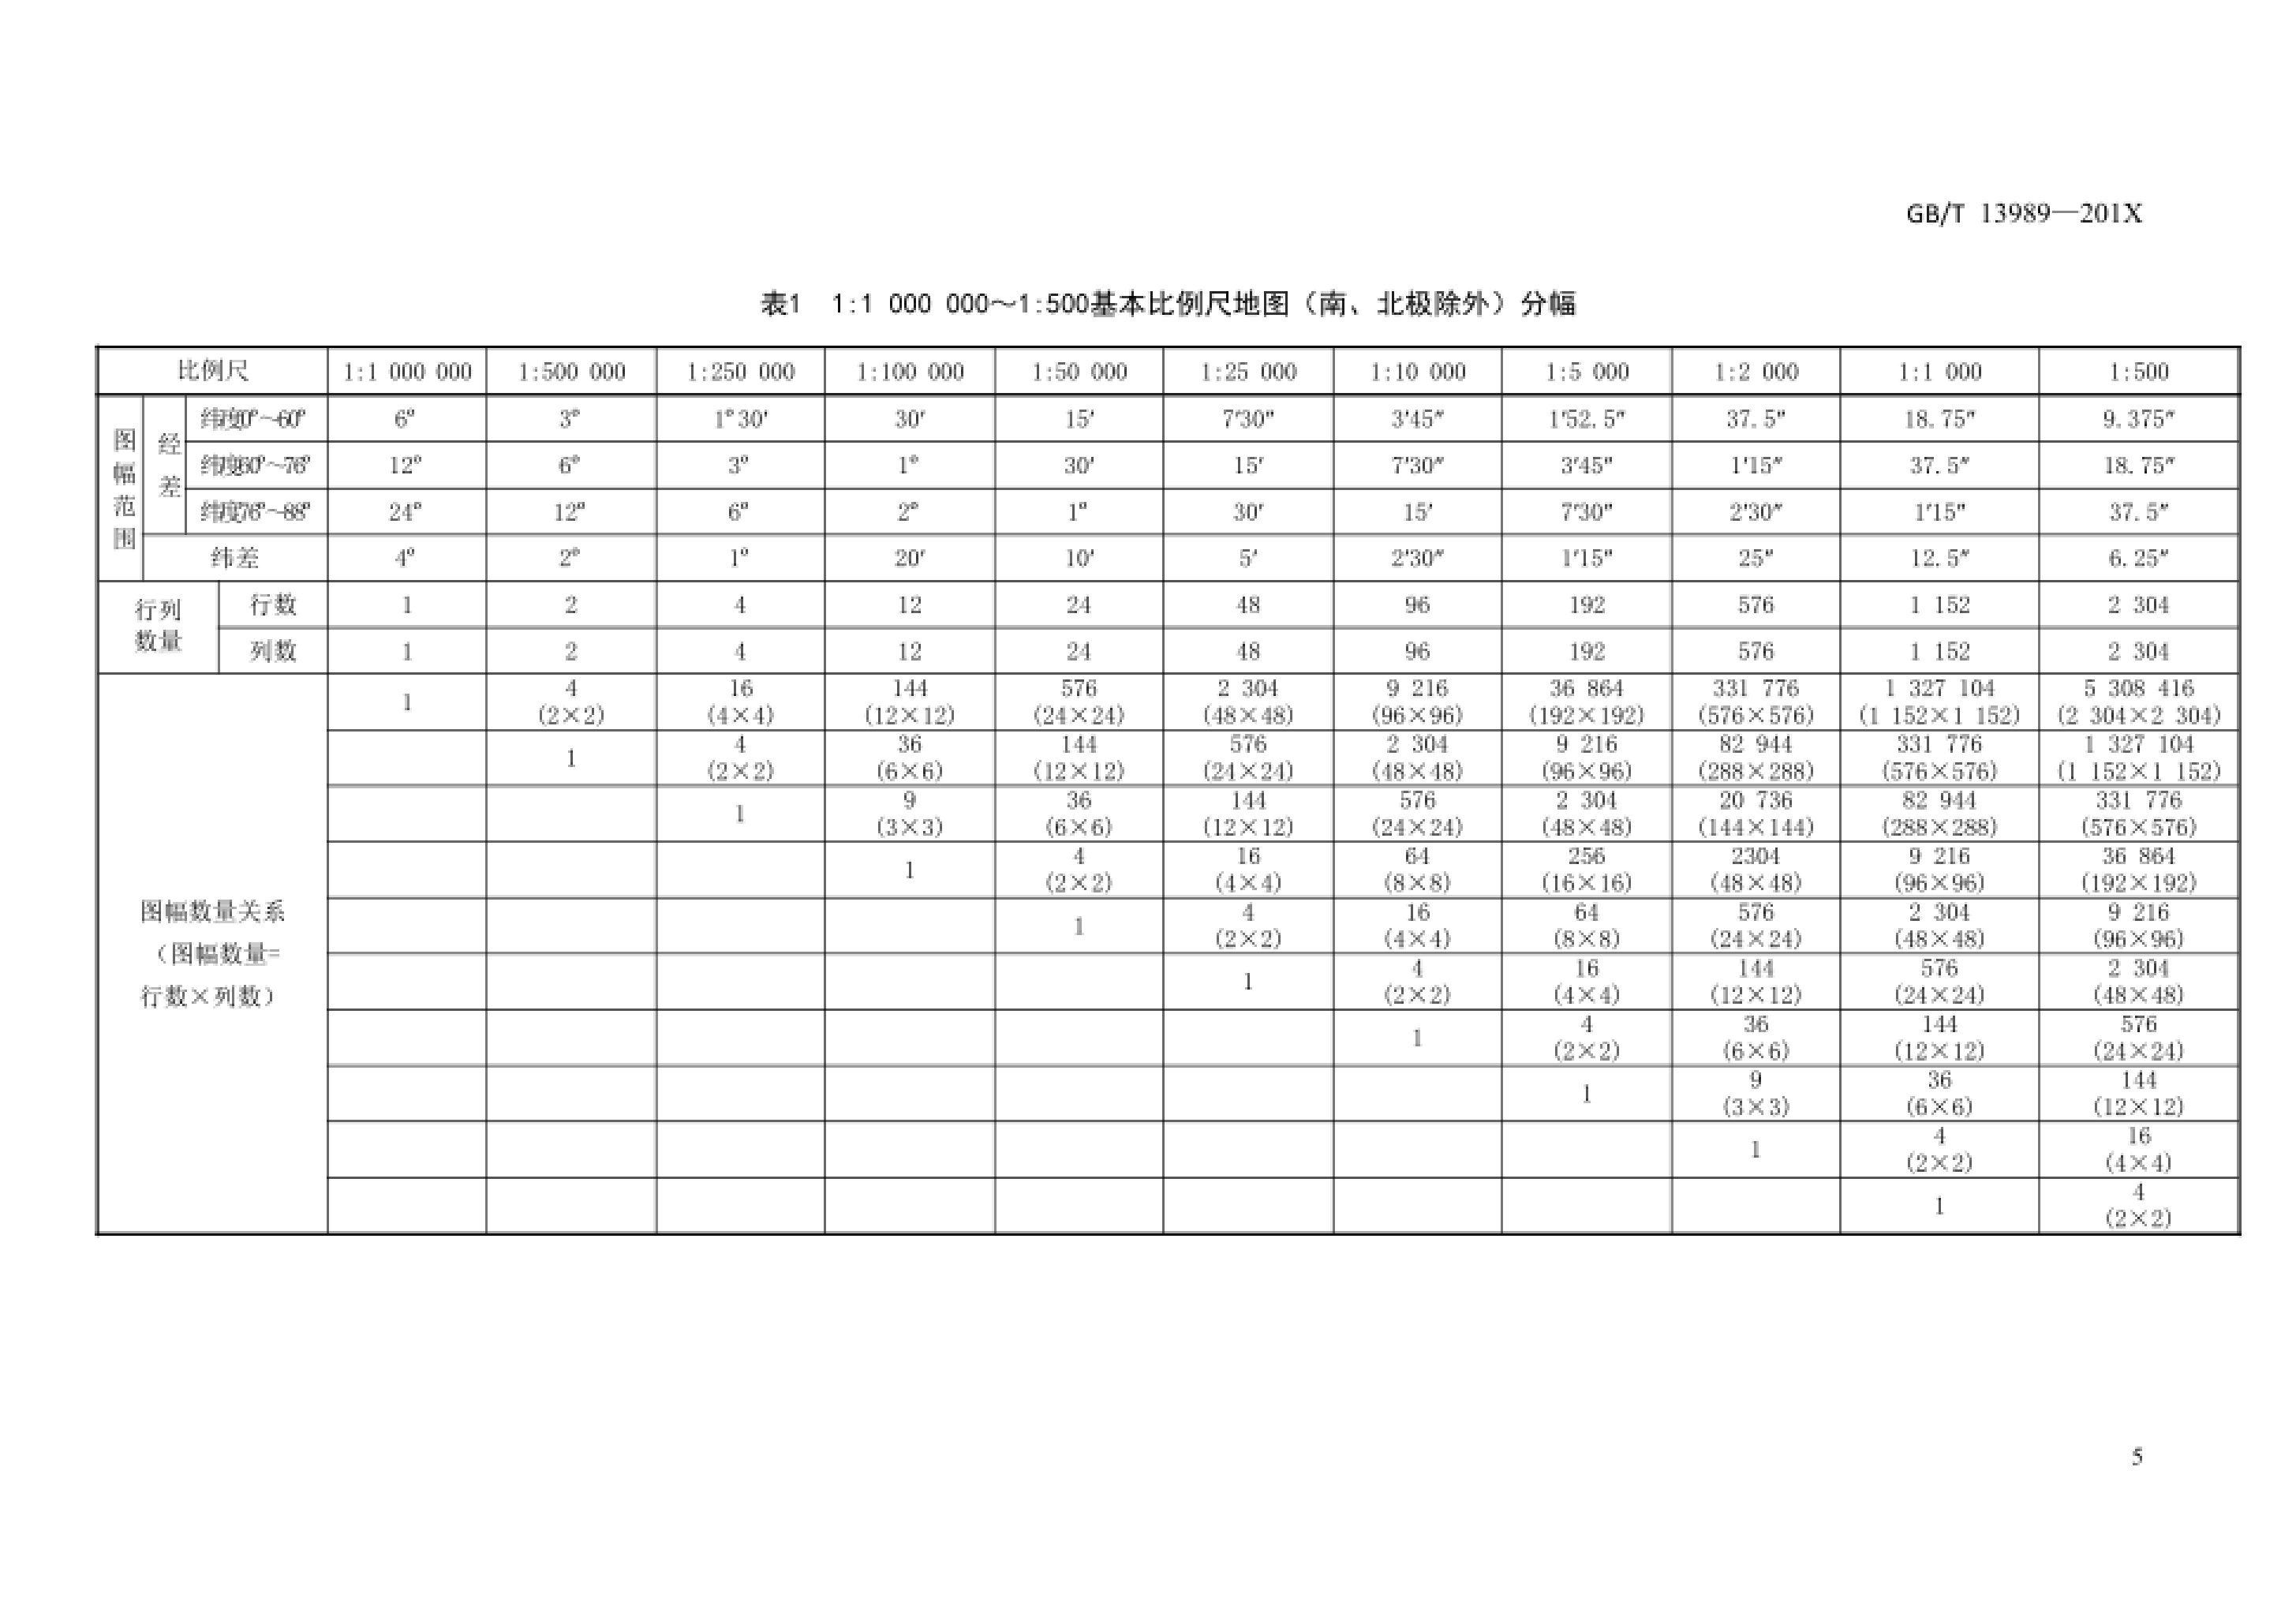 GB/T 13989—201X
表1 1:1 000 000～1:500基本比例尺地图（南、北极除外）分幅
比例尺 1:1 000 000 1:500 000 1:250 000 1:100 000 1:50 000 1:25 000 1:10 000 1:5 000 1:2 000 1:1 000 1:500
图幅范围 经差 纬度0°～60° 6° 3° 1°30′ 30′ 15′ 7′30″ 3′45″ 1′52.5″ 37.5″ 18.75″ 9.375″
纬度60°～76° 12° 6° 3° 1° 30′ 15′ 7′30″ 3′45″ 1′15″ 37.5″ 18.75″
纬度76°～88° 24° 12° 6° 2° 1° 30′ 15′ 7′30″ 2′30″ 1′15″ 37.5″
纬差 4° 2° 1° 20′ 10′ 5′ 2′30″ 1′15″ 25″ 12.5″ 6.25″
行列数量 行数 1 2 4 12 24 48 96 192 576 1 152 2 304
列数 1 2 4 12 24 48 96 192 576 1 152 2 304
图幅数量关系
（图幅数量=
行数×列数）
1 4 16 144 576 2 304 9 216 36 864 331 776 1 327 104 5 308 416
(2×2) (4×4) (12×12) (24×24) (48×48) (96×96) (192×192) (576×576) (1 152×1 152) (2 304×2 304)
1 4 36 144 576 2 304 9 216 82 944 331 776 1 327 104
(2×2) (6×6) (12×12) (24×24) (48×48) (96×96) (288×288) (576×576) (1 152×1 152)
1 9 36 144 576 2 304 20 736 82 944 331 776
(3×3) (6×6) (12×12) (24×24) (48×48) (144×144) (288×288) (576×576)
1 4 16 64 256 2304 9 216 36 864
(2×2) (4×4) (8×8) (16×16) (48×48) (96×96) (192×192)
1 4 16 64 576 2 304 9 216
(2×2) (4×4) (8×8) (24×24) (48×48) (96×96)
1 4 16 144 576 2 304
(2×2) (4×4) (12×12) (24×24) (48×48)
1 4 36 144 576
(2×2) (6×6) (12×12) (24×24)
1 9 36 144
(3×3) (6×6) (12×12)
1 4 16
(2×2) (4×4)
1 4
(2×2)
5